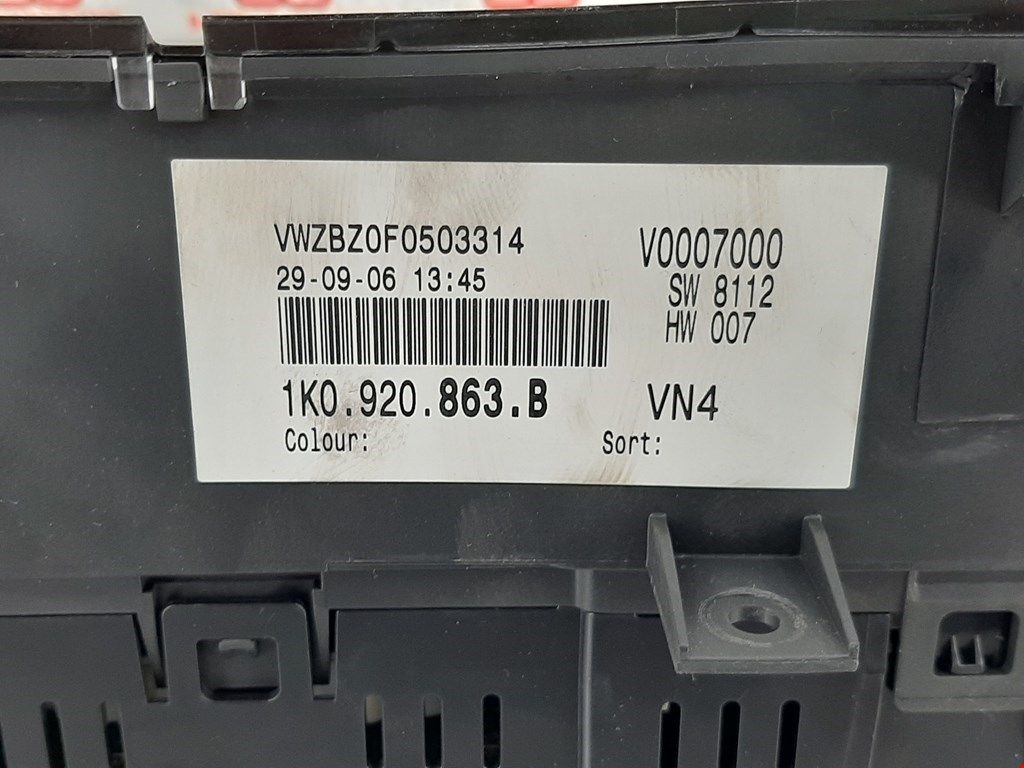 VWZBZ0F0503314
29-09-06 13:45
1K0.920.863.B
Colour:
V0007000
SW 8112
HW 007
VN4
Sort: